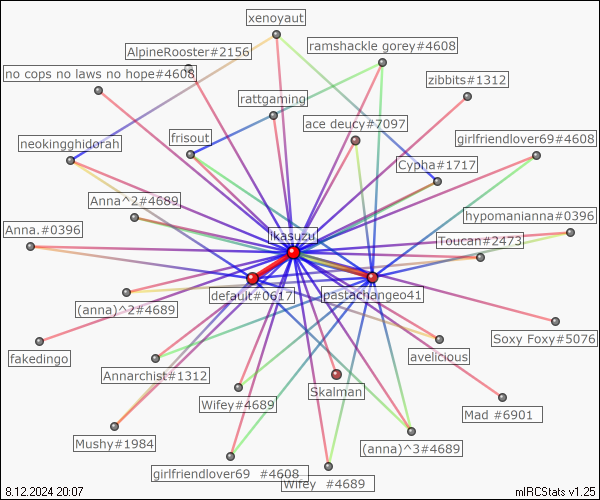 xenoyaut
ramshackle gorey#4608
AlpineRooster#2156
no cops no laws no hope#4608
zibbits#1312
rattgaming
ace deucy#7097
frisout
neokingghidorah
girlfriendlover69#4608
Cypha#1717
Anna^2#4689
hypomanianna#0396
Anna.#0396
ikasuzu
Toucan#2473
default#0617
pastachangeo41
(anna)^2#4689
Soxy Foxy#5076
fakedingo
avelicious
Annarchist#1312
Skalman
Wifey#4689
Mad #6901
Mushy#1984
(anna)^3#4689
girlfriendlover69 #4608
Wifey #4689
8.12.2024 20:07
mIRCStats v1.25